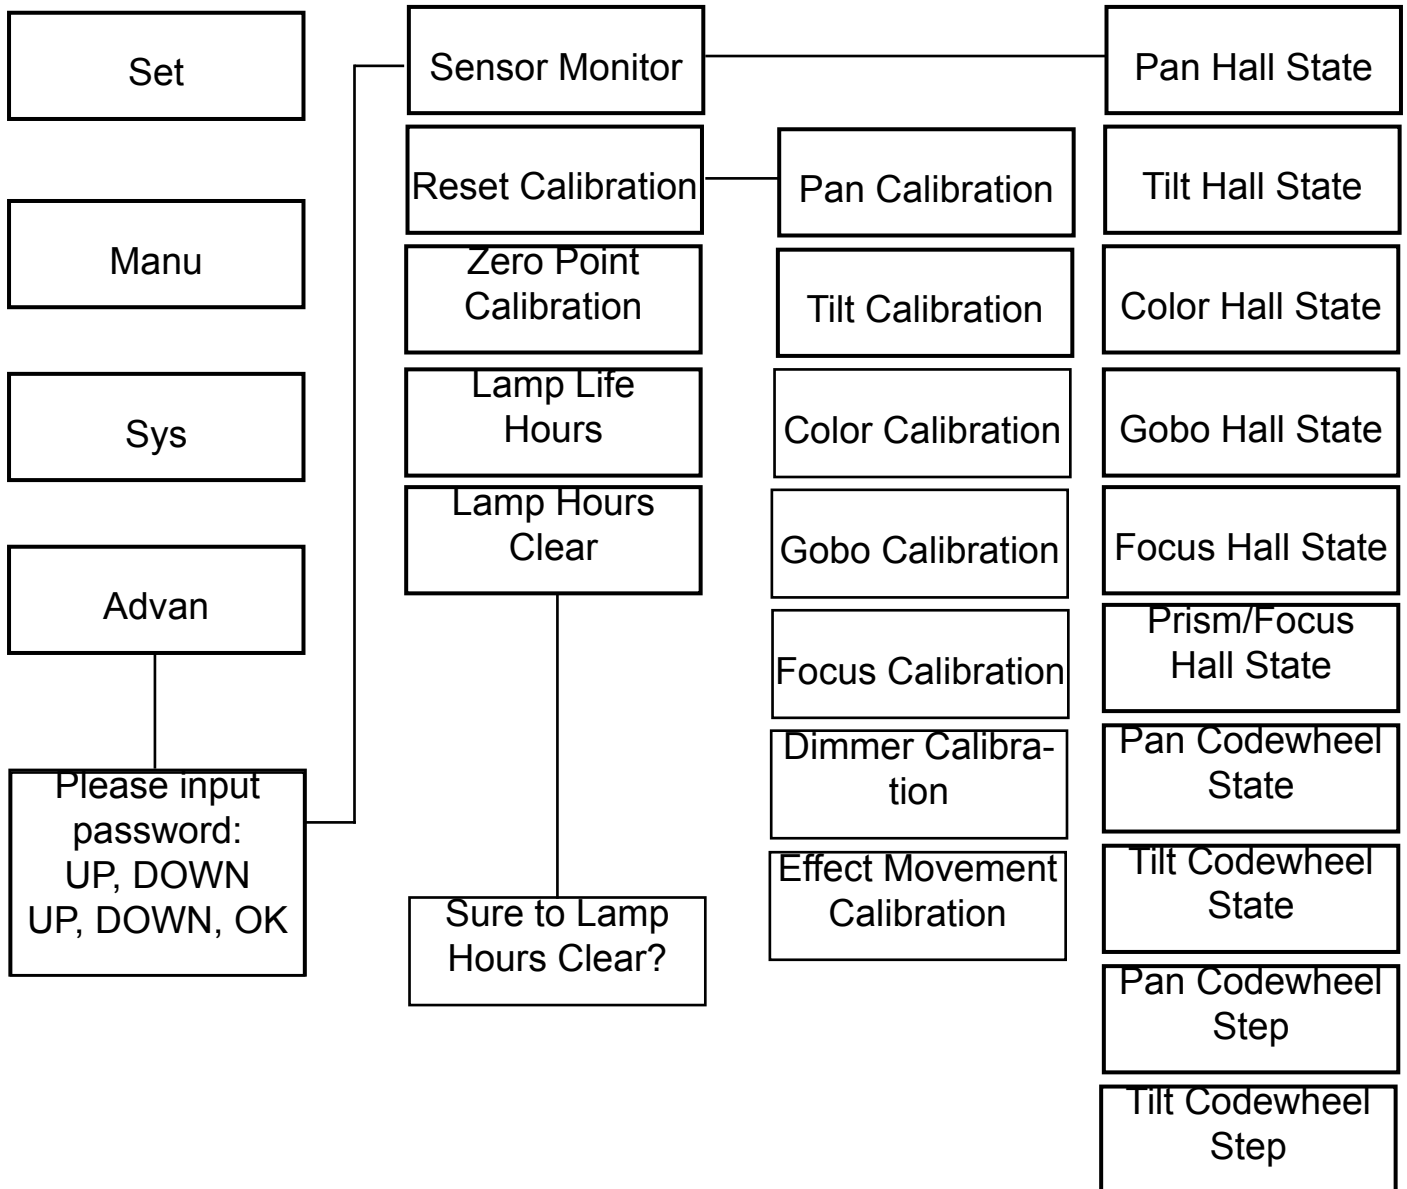 Set
Manu
Sys
Advan
Please input
password:
UP, DOWN
UP, DOWN, OK
Sensor Monitor
Reset Calibration
Zero Point
Calibration
Lamp Life
Hours
Lamp Hours
Clear
Sure to Lamp
Hours Clear?
Pan Calibration
Tilt Calibration
Color Calibration
Gobo Calibration
Focus Calibration
Dimmer Calibra-
tion
Effect Movement
Calibration
Pan Hall State
Tilt Hall State
Color Hall State
Gobo Hall State
Focus Hall State
Prism/Focus
Hall State
Pan Codewheel
State
Tilt Codewheel
State
Pan Codewheel
Step
Tilt Codewheel
Step